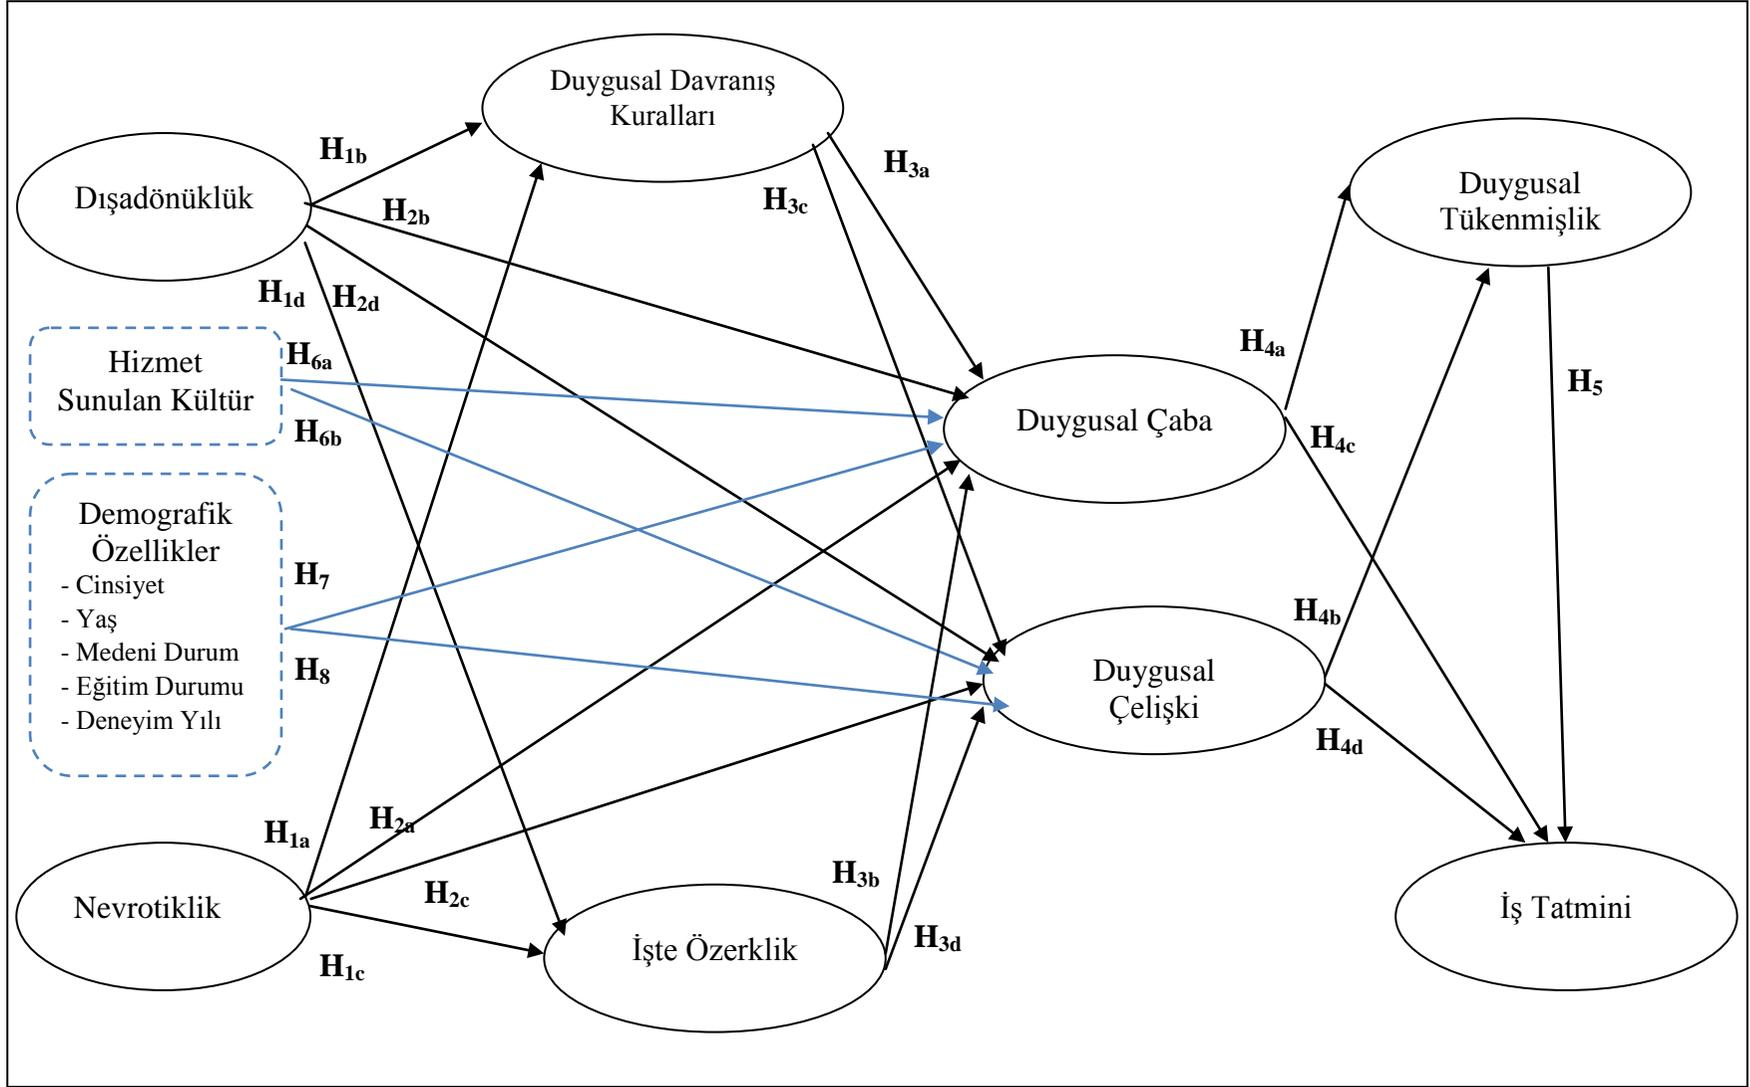 Duygusal Davranış
Kuralları
Dışadönüklük
H1b
H2b
H1d
H2d
H3a
H3c
Duygusal
Tükenmişlik
Hizmet
Sunulan Kültür
H6a
H6b
Duygusal Çaba
H4a
H4c
H5
Demografik
Özellikler
- Cinsiyet
- Yaş
- Medeni Durum
- Eğitim Durumu
- Deneyim Yılı
H7
H8
Duygusal
Çelişki
H4b
H4d
Nevrotiklik
H1a
H2a
H2c
H1c
İşte Özerklik
H3b
H3d
İş Tatmini